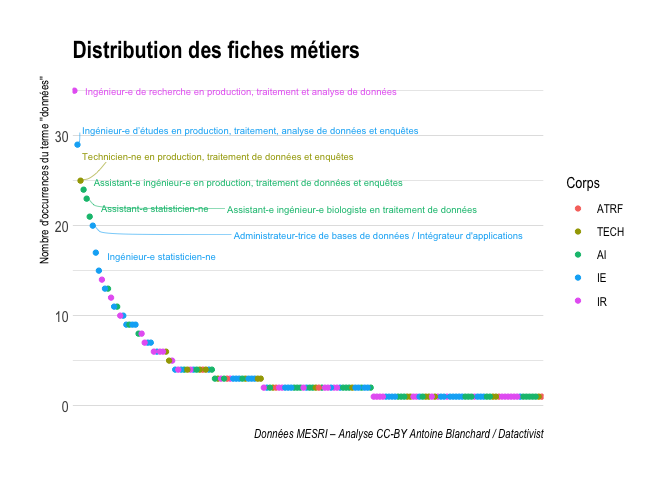 Distribution des fiches métiers
Nombre d'occurrences du terme "données"
Ingénieur-e de recherche en production, traitement et analyse de données
30
Ingénieur-e d'études en production, traitement, analyse de données et enquêtes
Technicien-ne en production, traitement de données et enquêtes
Assistant-e ingénieur-e en production, traitement de données et enquêtes
Assistant-e statisticien-ne
Assistant-e ingénieur-e biologiste en traitement de données
20
Administrateur-trice de bases de données / Intégrateur d'applications
Ingénieur-e statisticien-ne
10
0
Corps
ATRF
TECH
AI
IE
IR
Données MESRI – Analyse CC-BY Antoine Blanchard / Datactivist